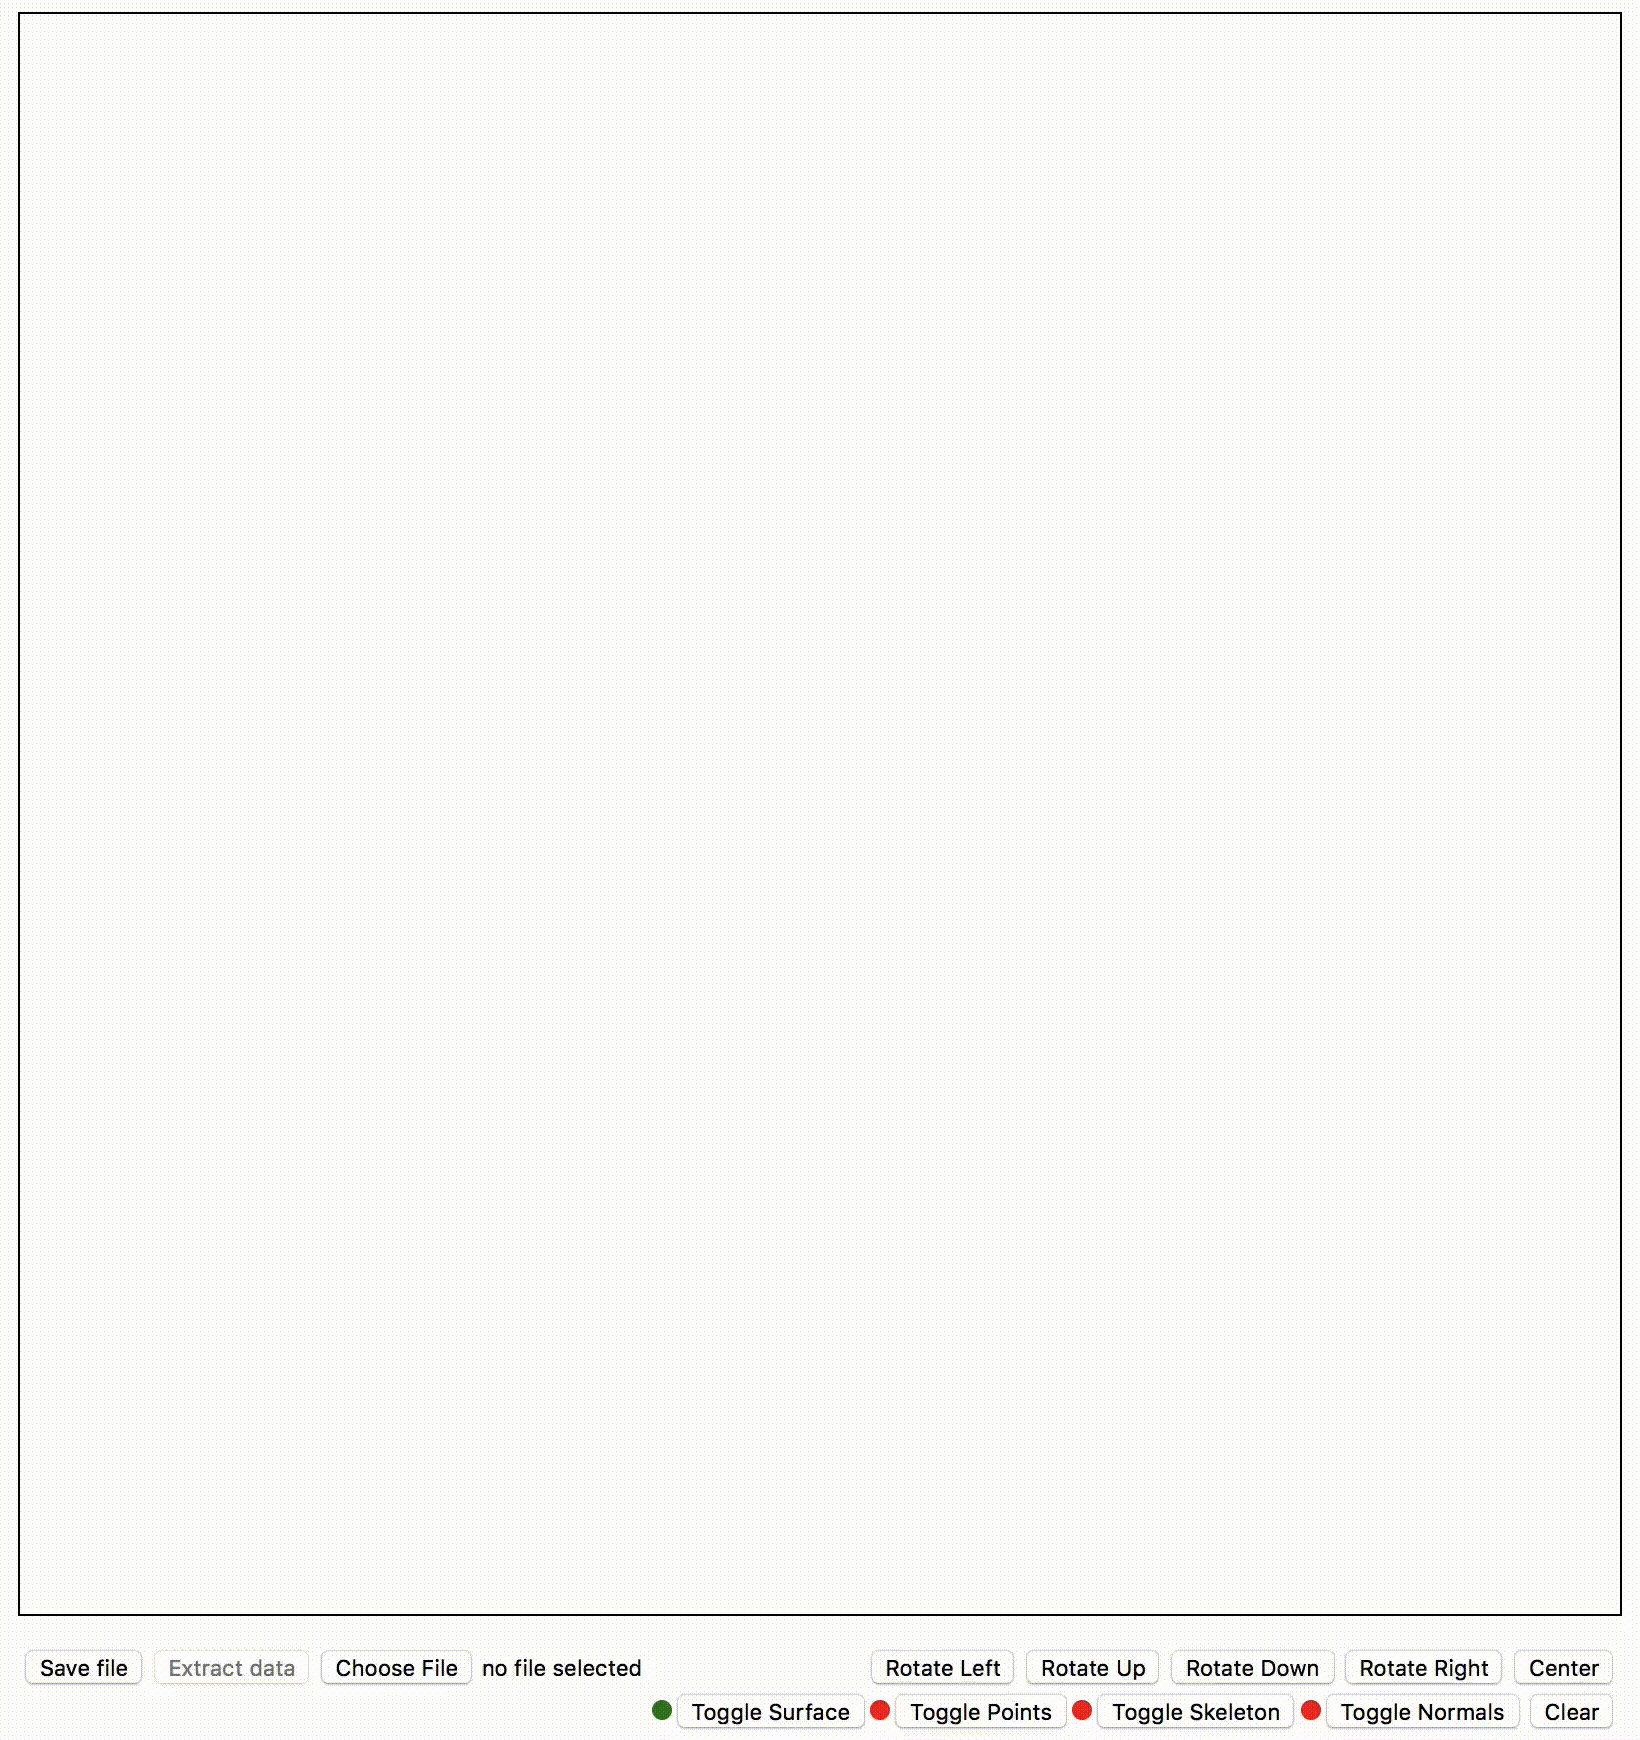 Save file Extract data Choose File no file selected Rotate Left Rotate Up Rotate Down Rotate Right Center
Toggle Surface Toggle Points Toggle Skeleton Toggle Normals Clear